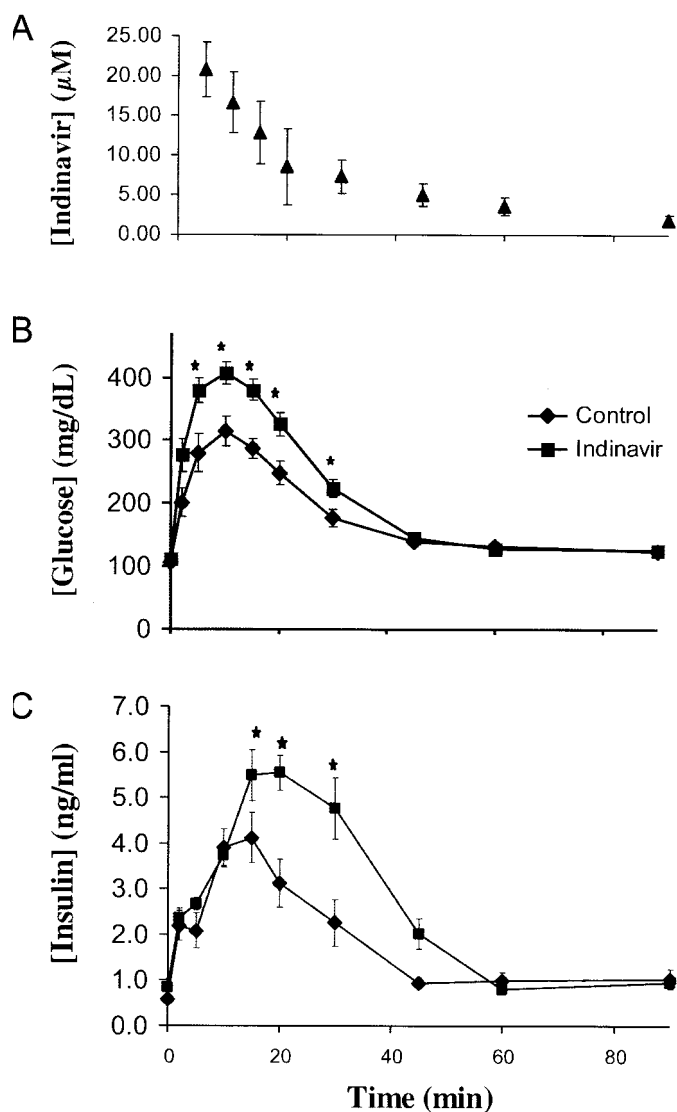 A
[Indinavir] (μM)
25.00
20.00
15.00
10.00
5.00
0.00
B
[Glucose] (mg/dL)
400
300
200
100
0
* * * * *
Control
Indinavir
C
[Insulin] (ng/ml)
7.0
6.0
5.0
4.0
3.0
2.0
1.0
0.0
* * *
0 20 40 60 80
Time (min)